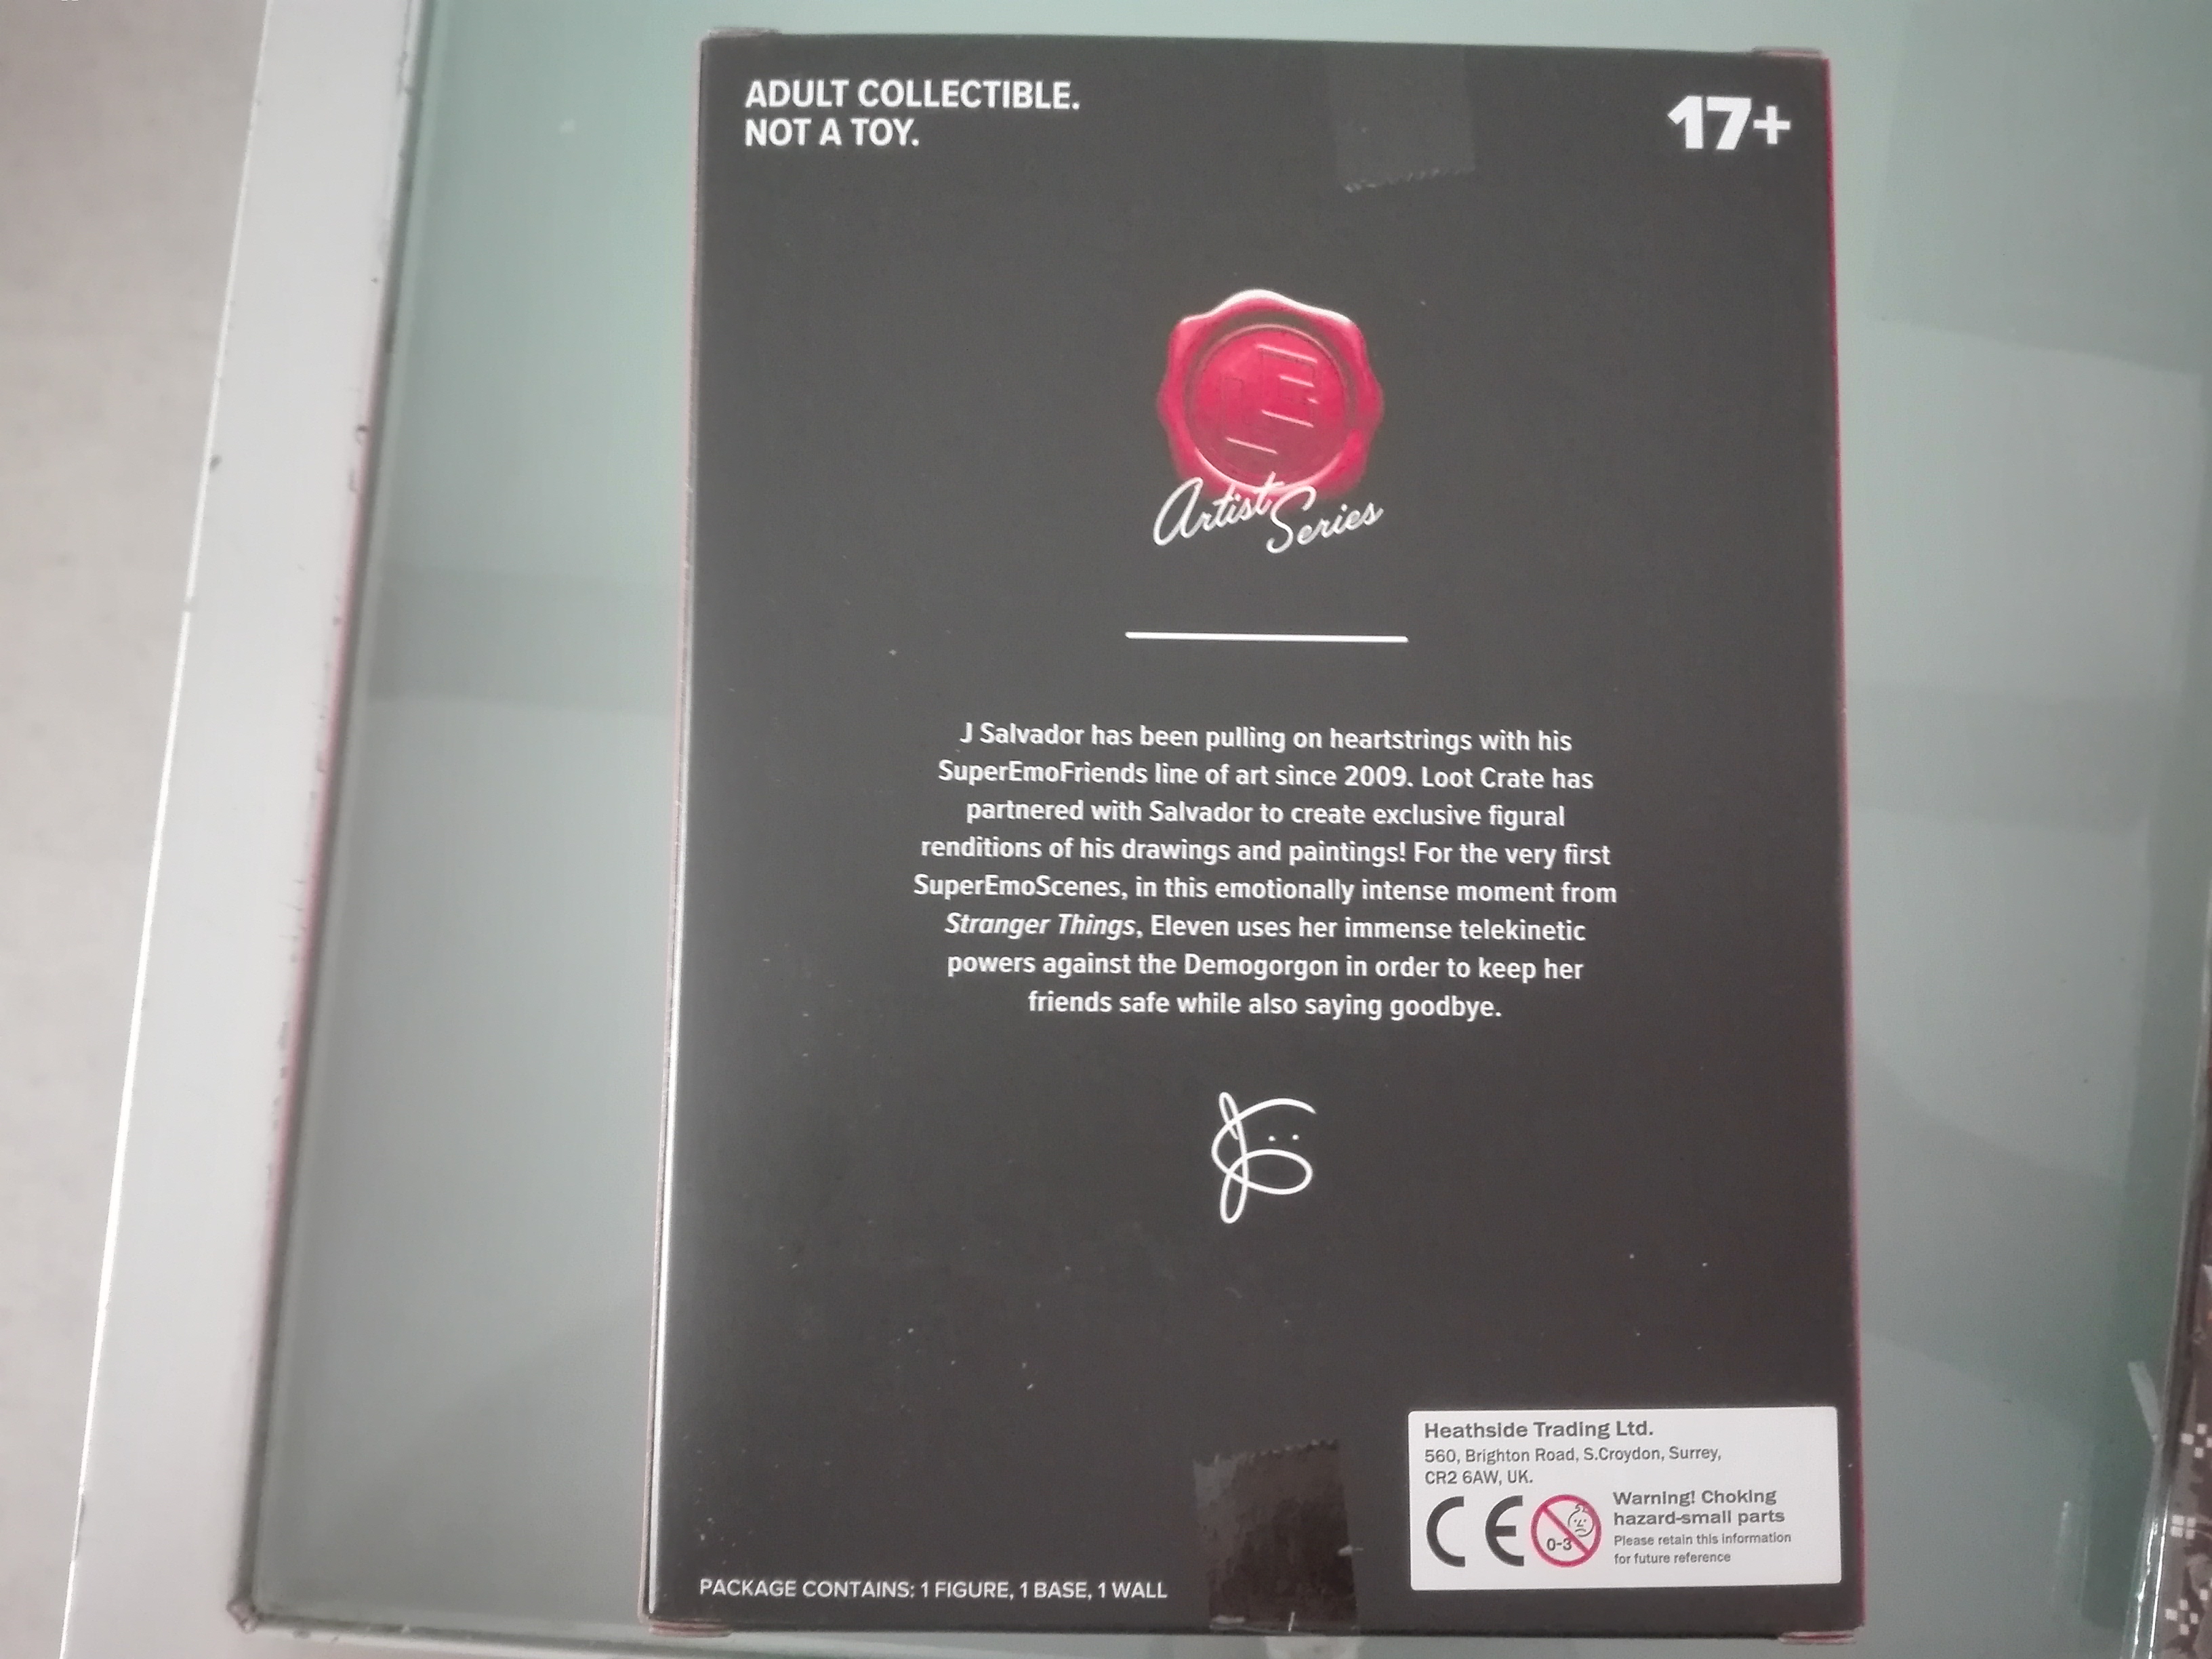 ADULT COLLECTIBLE.
NOT A TOY.
17+
Artist Series
J Salvador has been pulling on heartstrings with his
SuperEmoFriends line of art since 2009. Loot Crate has
partnered with Salvador to create exclusive figural
renditions of his drawings and paintings! For the very first
SuperEmoScenes, in this emotionally intense moment from
Stranger Things, Eleven uses her immense telekinetic
powers against the Demogorgon in order to keep her
friends safe while also saying goodbye.
PACKAGE CONTAINS: 1 FIGURE, 1 BASE, 1 WALL
Heathside Trading Ltd.
560, Brighton Road, S.Croydon, Surrey,
CR2 6AW, UK.
CE
0-3
Warning! Choking
hazard-small parts
Please retain this information
for future reference